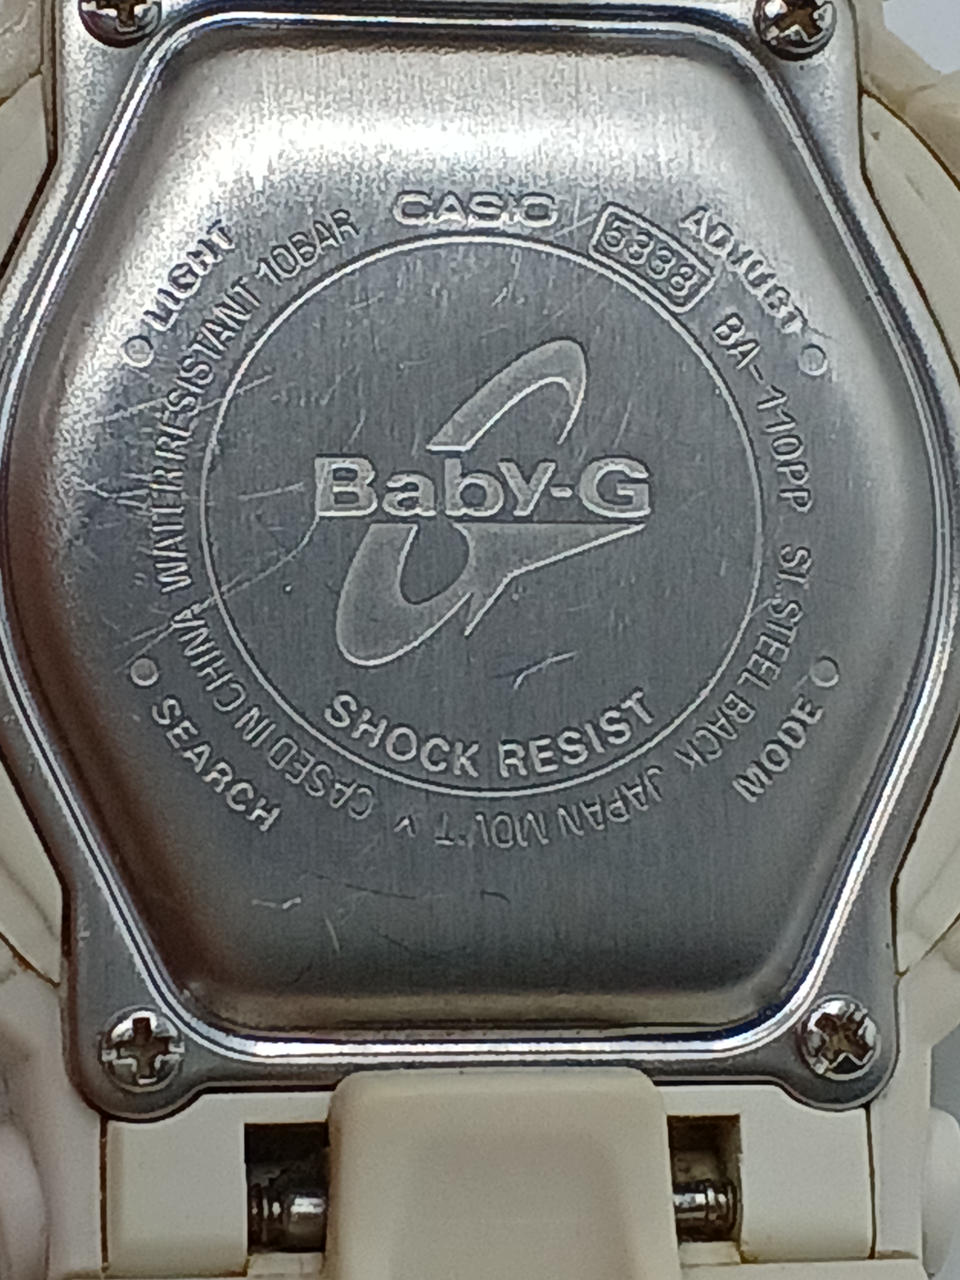 CASIO
5338
ADJUST
LIGHT
WATER RESISTANT 10BAR
BA-110PP ST.STEEL BACK JAPAN MOV'T Y CASED IN CHINA
Baby-G
SHOCK RESIST
SEARCH
MODE